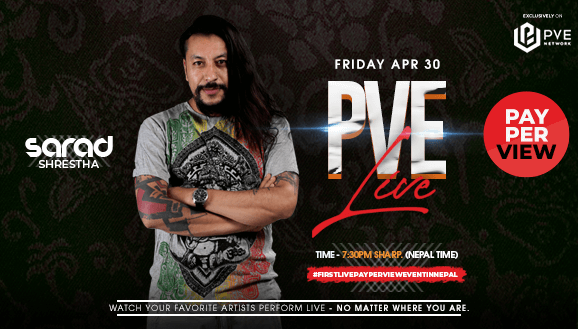 EXCLUSIVELY ON
PVE
NETWORK
FRIDAY APR 30
PVE
Live
PAY
PER
VIEW
sarad
SHRESTHA
TIME - 7:30PM SHARP. (NEPAL TIME)
#FIRSTLIVEPAYPERVIEWEVENTINNEPAL
WATCH YOUR FAVORITE ARTISTS PERFORM LIVE - NO MATTER WHERE YOU ARE.